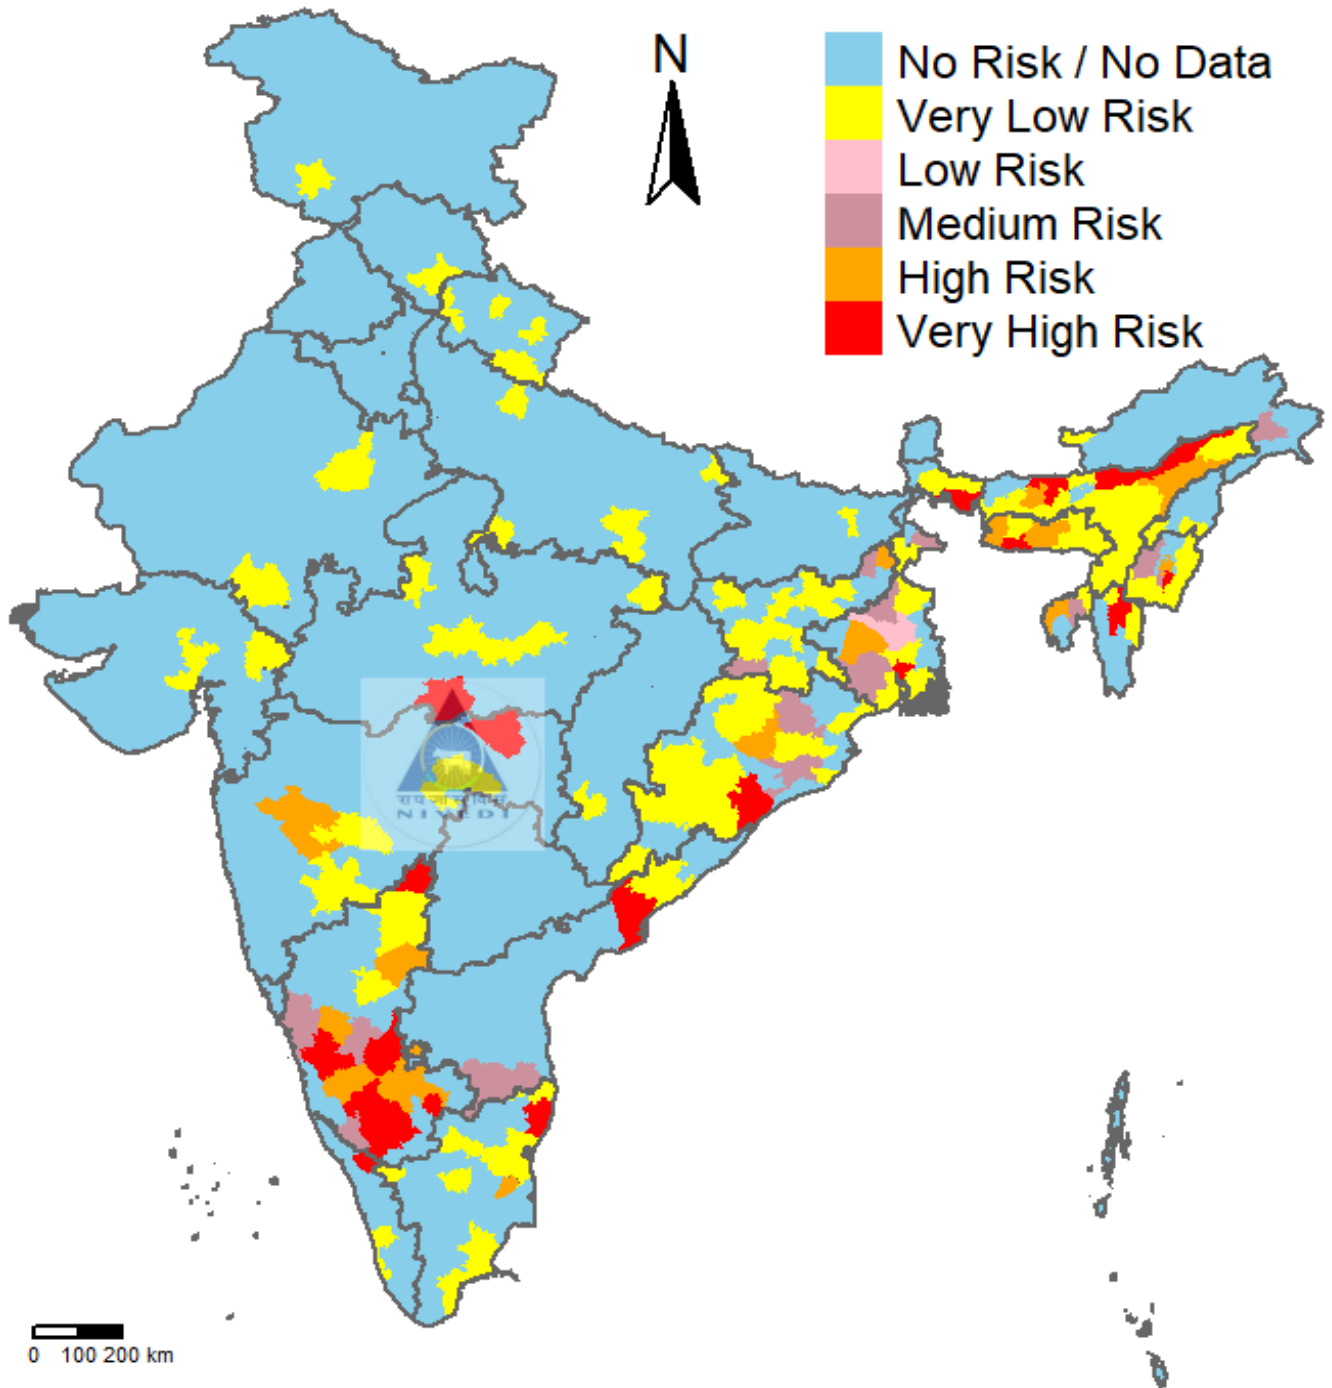 N
No Risk / No Data
Very Low Risk
Low Risk
Medium Risk
High Risk
Very High Risk
NIVEDI
0 100 200 km